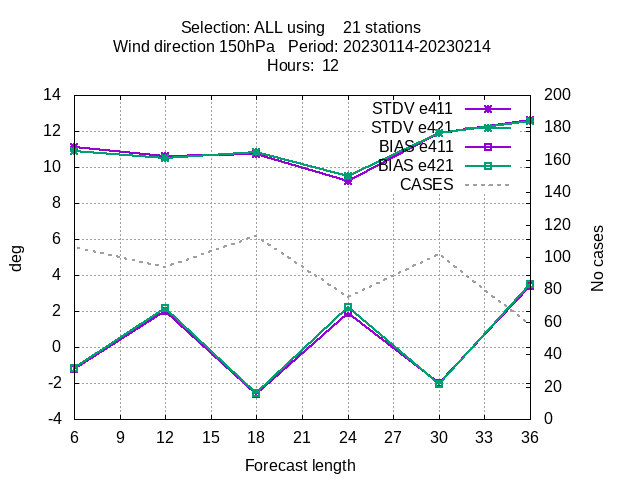 Selection: ALL using    21 stations
Wind direction 150hPa   Period: 20230114-20230214
Hours:  12
14
12
10
8
6
4
2
0
-2
-4
deg
200
180
160
140
120
100
80
60
40
20
0
No cases
STDV e411
STDV e421
BIAS e411
BIAS e421
CASES
6 9 12 15 18 21 24 27 30 33 36
Forecast length